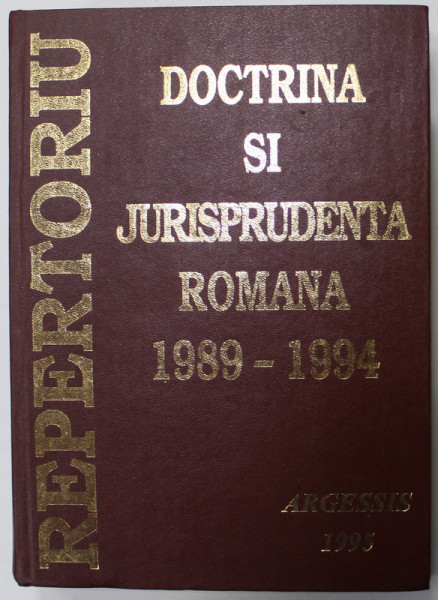 REPERTORIU
DOCTRINA
SI
JURISPRUDENTA
ROMANA
1989 - 1994
ARGESSIS
1995